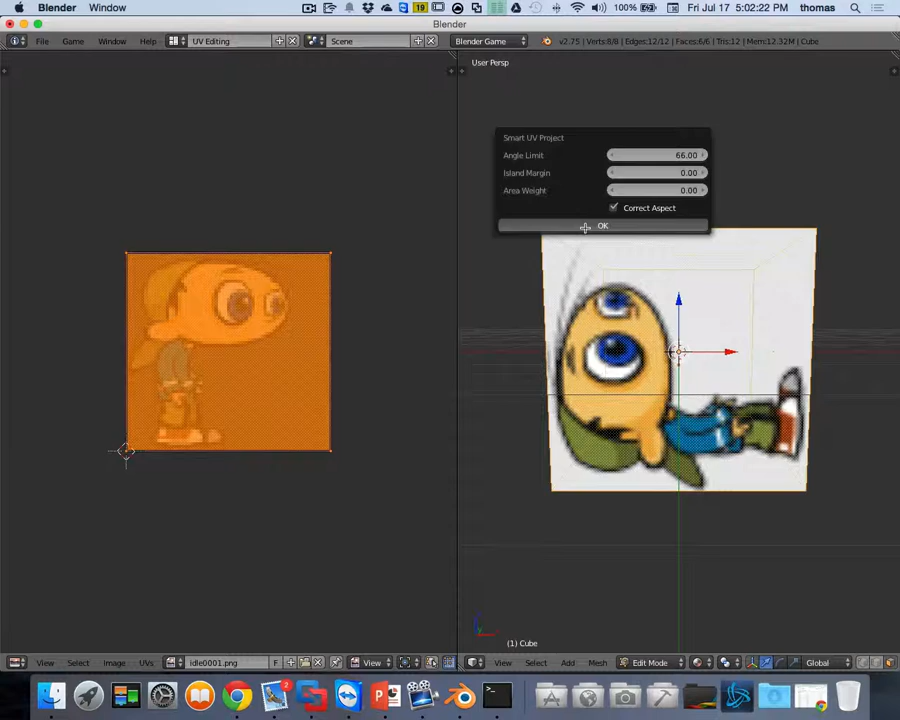 Blender Window 19 100% Fri Jul 17 5:02:22 PM thomas
Blender
File Game Window Help UV Editing Scene Blender Game v2.75 | Verts:8/8 | Edges:12/12 | Faces:6/6 | Tris:12 | Mem:12.32M | Cube
User Persp
Smart UV Project
Angle Limit 66.00
Island Margin 0.00
Area Weight 0.00
Correct Aspect
OK
(1) Cube
View Select Image UVs Idle0001.png F View View Select Add Mesh Edit Mode Global
2